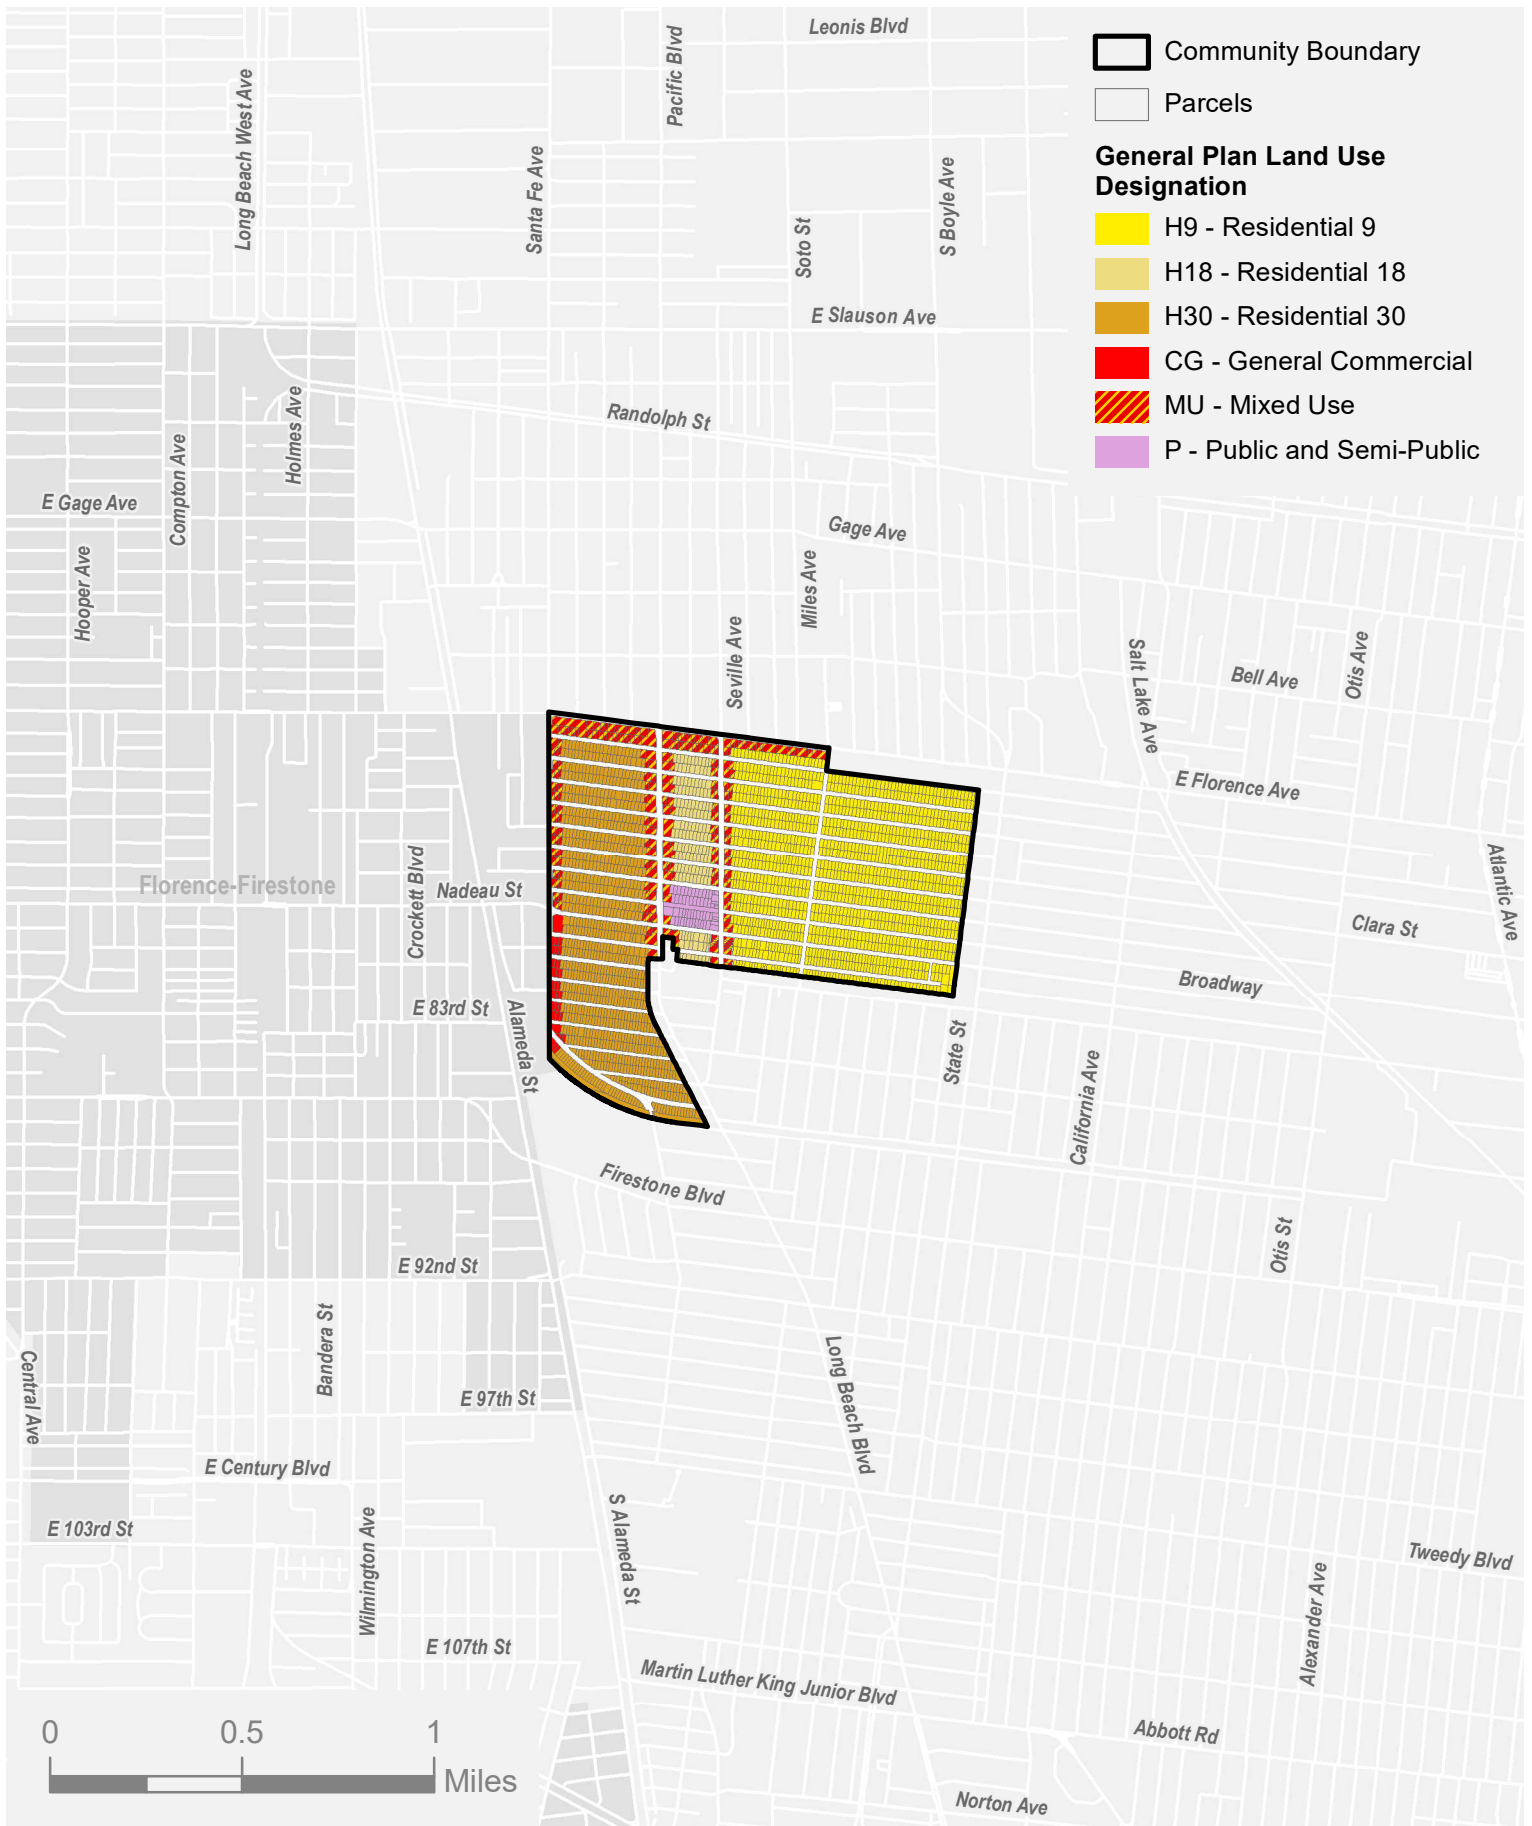 Leonis Blvd
Pacific Blvd
Long Beach West Ave
Santa Fe Ave
S Boyle Ave
Soto St
E Slauson Ave
Community Boundary
Parcels
General Plan Land Use
Designation
H9 - Residential 9
H18 - Residential 18
H30 - Residential 30
CG - General Commercial
MU - Mixed Use
P - Public and Semi-Public
Randolph St
Holmes Ave
Compton Ave
E Gage Ave
Gage Ave
Hooper Ave
Miles Ave
Seville Ave
Salt Lake Ave
Bell Ave
Otis Ave
E Florence Ave
Atlantic Ave
Florence-Firestone
Crockett Blvd
Nadeau St
Clara St
Broadway
E 83rd St
Alameda St
State St
California Ave
Firestone Blvd
Otis St
E 92nd St
Bandera St
Central Ave
E 97th St
Long Beach Blvd
E Century Blvd
E 103rd St
Wilmington Ave
S Alameda St
Tweedy Blvd
Alexander Ave
E 107th St
Martin Luther King Junior Blvd
Abbott Rd
Norton Ave
0 0.5 1
Miles